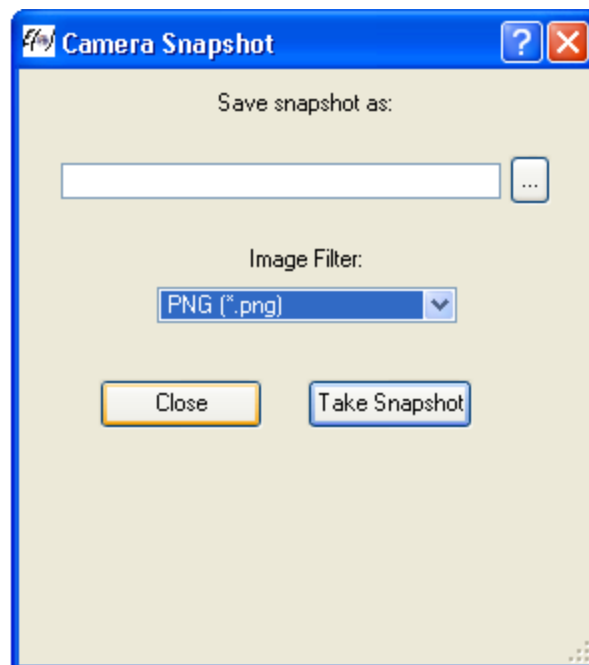 Camera Snapshot
Save snapshot as:
...
Image Filter:
PNG (*.png)
Close
Take Snapshot